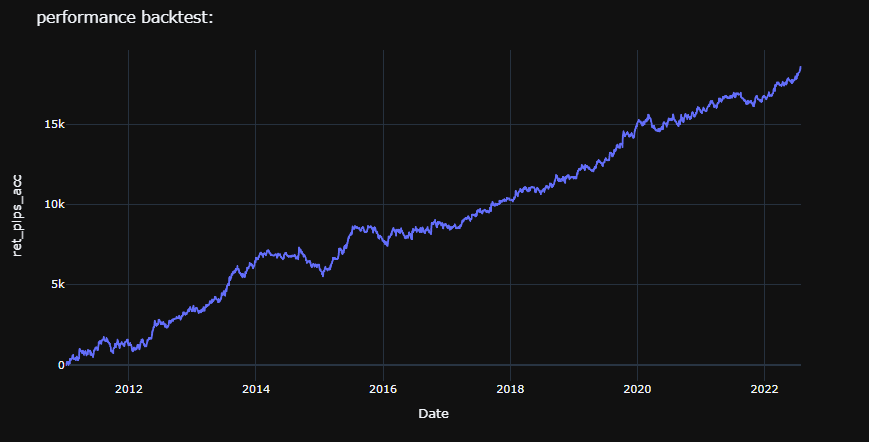 performance backtest:
15k
10k
5k
0
ret_pips_acc
2012 2014 2016 2018 2020 2022
Date